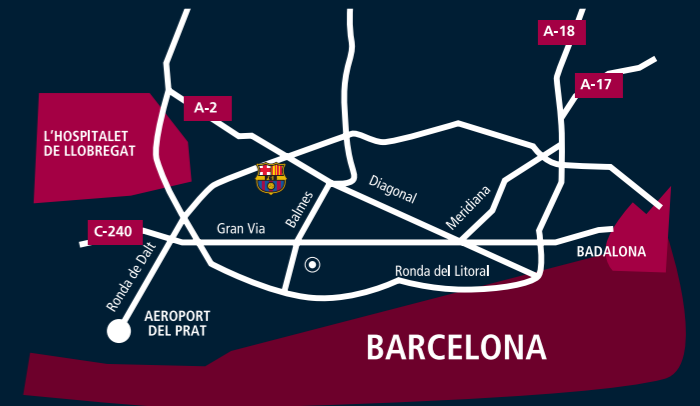 A-18
A-17
A-2
L'HOSPITALET
DE LLOBREGAT
Diagonal
Balmes
Meridiana
C-240
Gran Via
BADALONA
Ronda de Dalt
Ronda del Litoral
AEROPORT
DEL PRAT
BARCELONA